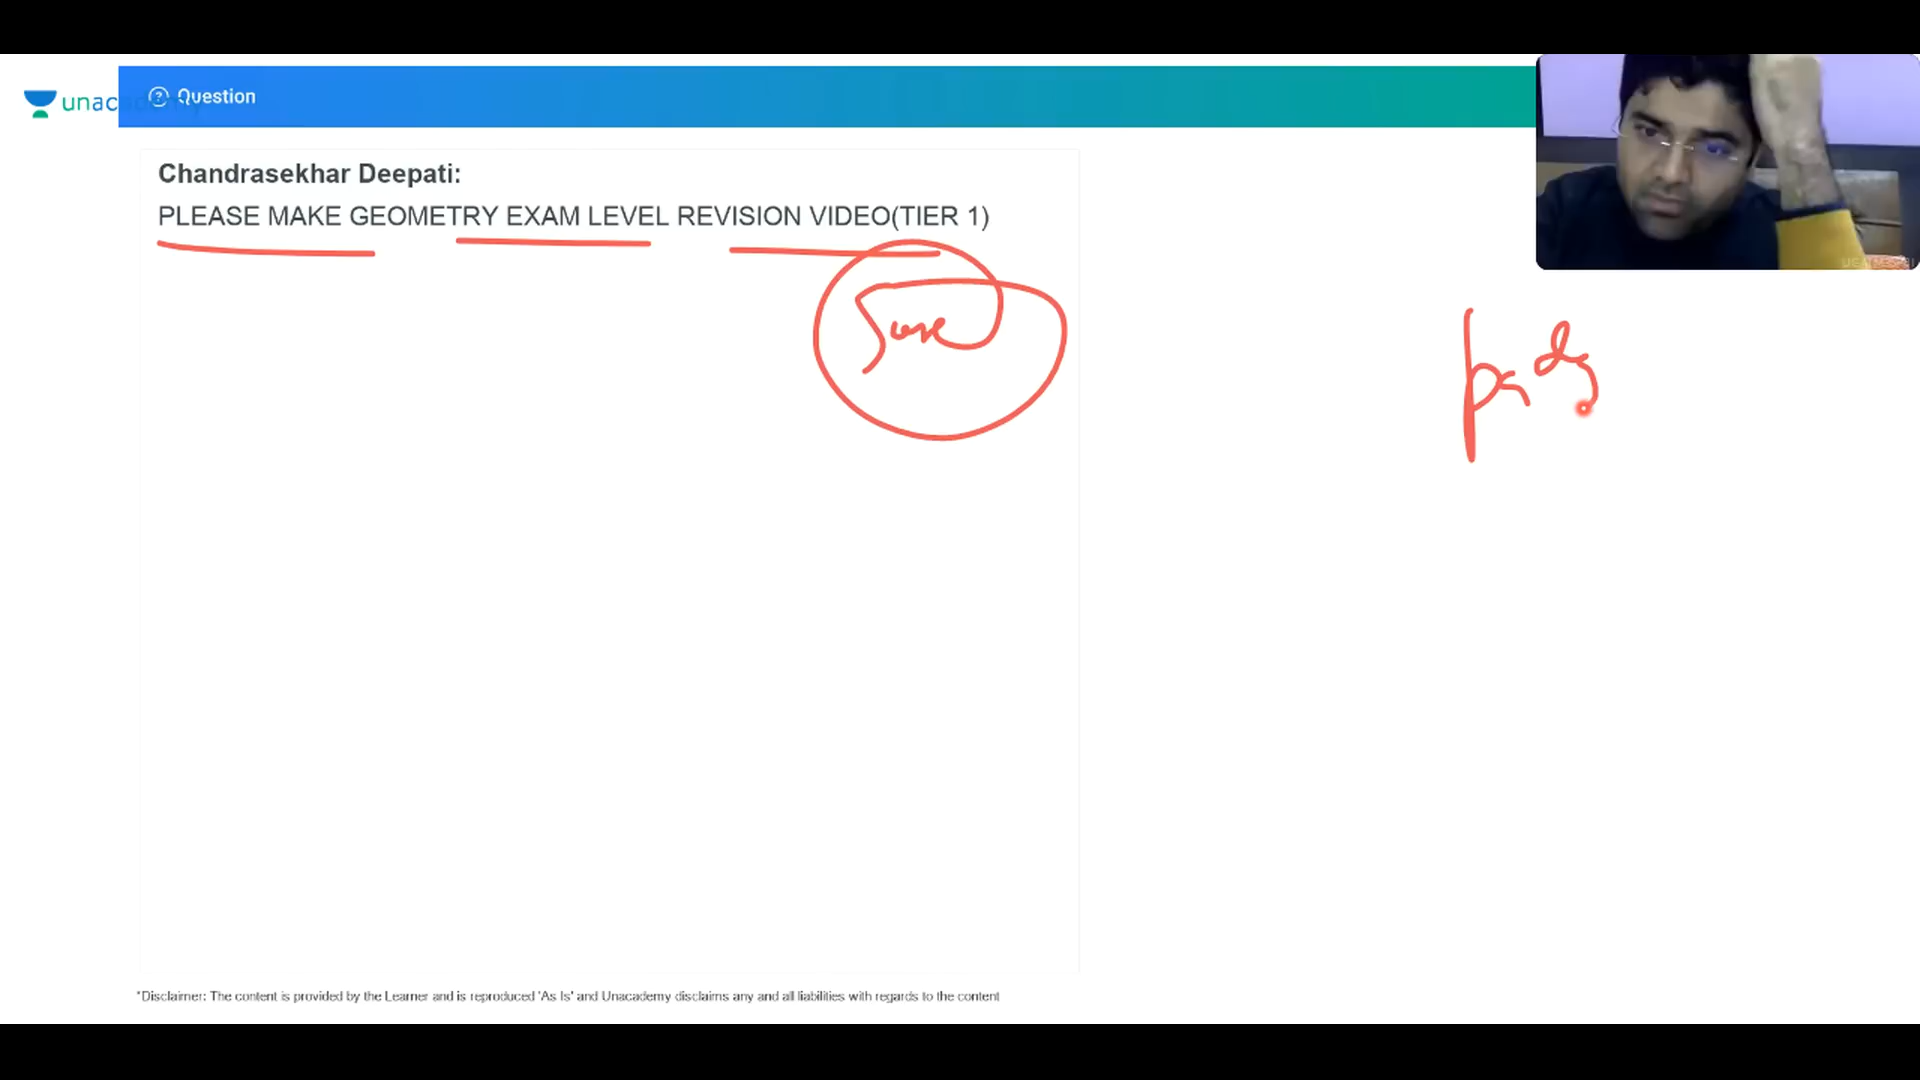 unacademy
? Question
Chandrasekhar Deepati:
PLEASE MAKE GEOMETRY EXAM LEVEL REVISION VIDEO(TIER 1)
Sure
*Disclaimer: The content is provided by the Learner and is reproduced 'As Is' and Unacademy disclaims any and all liabilities with regards to the content